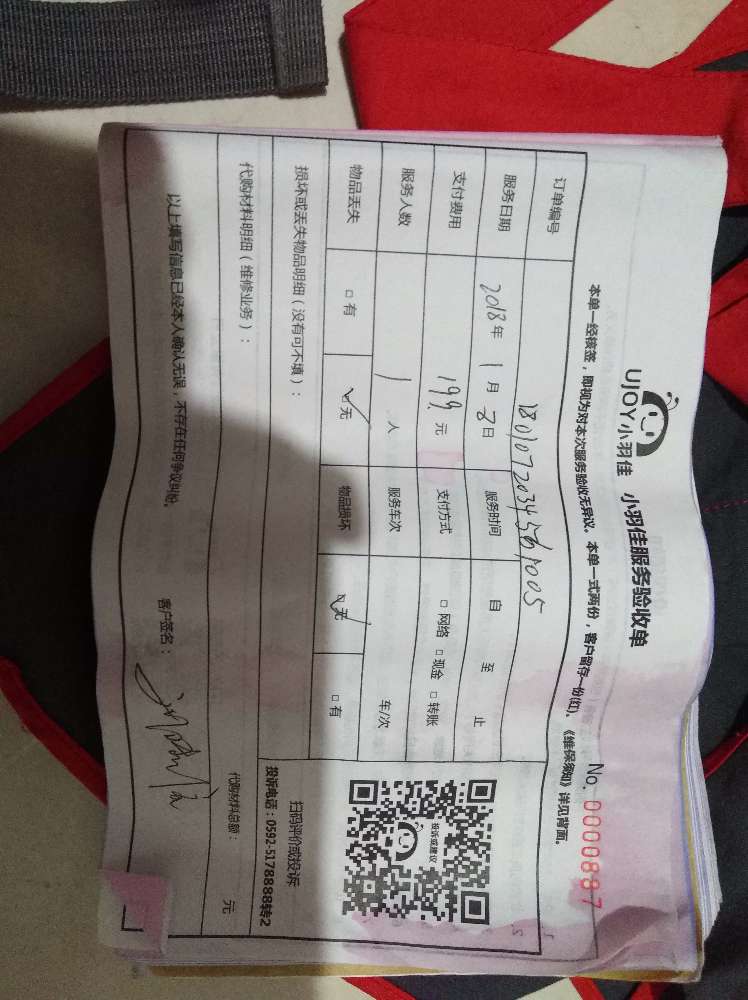 UJOY小羽佳 小羽佳服务验收单
No. 0000887
本单一经核签，即视为对本次服务验收无异议。本单一式两份，客户留存一份(红)、《维保须知》详见背面。
订单编号 18010720345561005
服务日期 2018年 1月 8日 服务时间 自 至 止
支付费用 199 元 支付方式 □ 网络 □ 现金 □ 转账
服务人数 1 人 服务车次 车/次
物品丢失 □ 有 ☑ 无 物品损坏 ☑ 无 □ 有
损坏或丢失物品明细（没有可不填）：
投诉或建议
扫码评价或投诉
投诉电话：0592-5178888转2
代购材料明细（维修业务）：
代购材料总额： 元
以上填写信息已经本人确认无误，不存在任何争议纠纷。
客户签名：